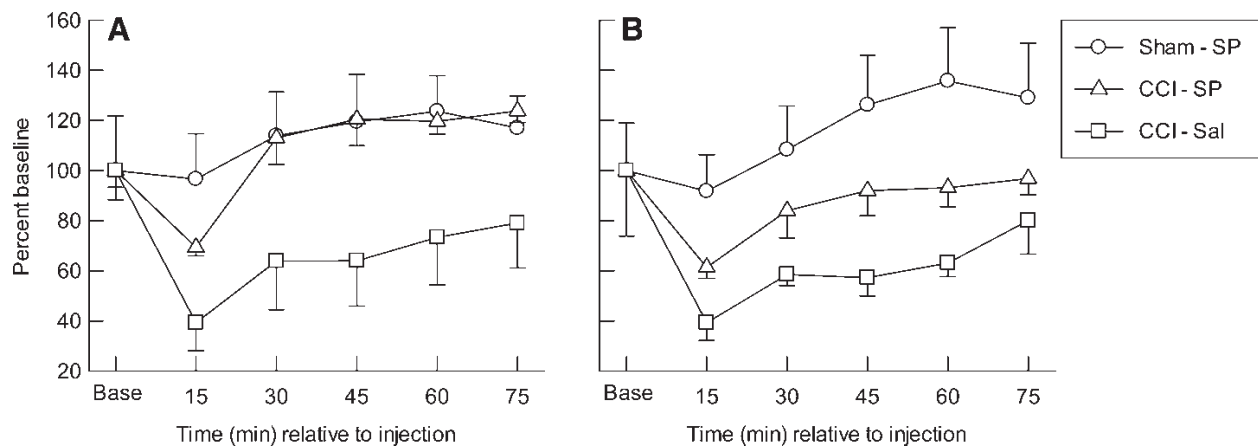 A
B
Percent baseline
160
140
120
100
80
60
40
20
Base 15 30 45 60 75
Time (min) relative to injection
Base 15 30 45 60 75
Time (min) relative to injection
Sham - SP
CCI - SP
CCI - Sal